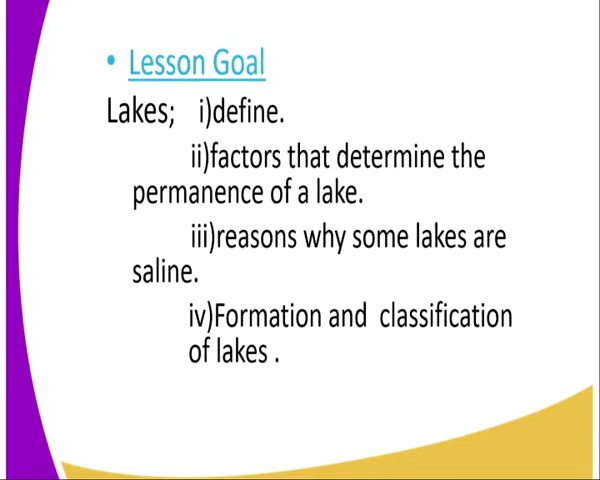 • Lesson Goal
Lakes; i)define.
ii)factors that determine the
permanence of a lake.
iii)reasons why some lakes are
saline.
iv)Formation and classification
of lakes .